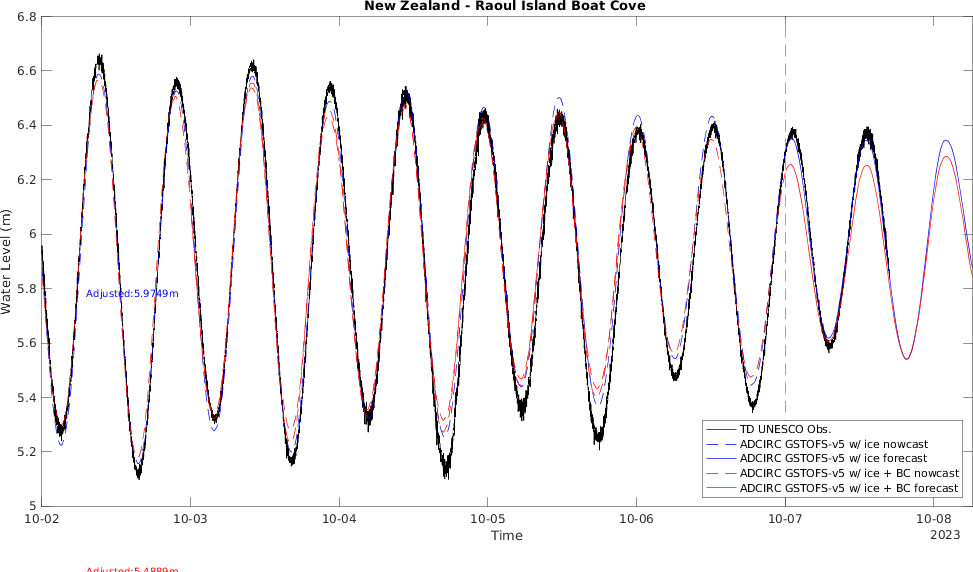 New Zealand - Raoul Island Boat Cove
6.8
6.6
6.4
6.2
6
5.8
5.6
5.4
5.2
5
Water Level (m)
Adjusted:5.9749m
TD UNESCO Obs.
ADCIRC GSTOFS-v5 w/ ice nowcast
ADCIRC GSTOFS-v5 w/ ice forecast
ADCIRC GSTOFS-v5 w/ ice + BC nowcast
ADCIRC GSTOFS-v5 w/ ice + BC forecast
10-02 10-03 10-04 10-05 10-06 10-07 10-08
Time
2023
Adjusted:5.4889m